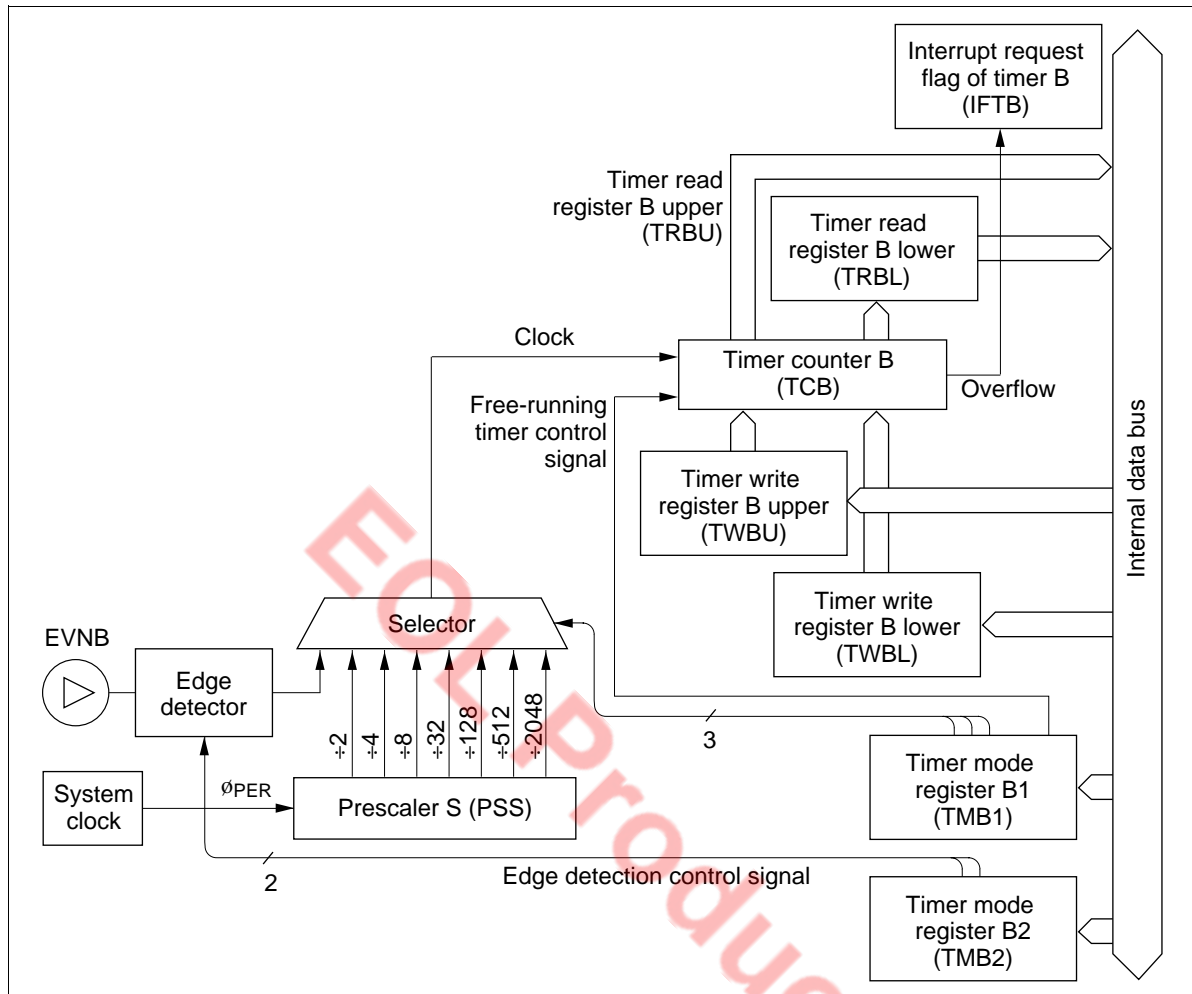 Interrupt request
flag of timer B
(IFTB)
Timer read
register B upper
(TRBU)
Timer read
register B lower
(TRBL)
Clock
Timer counter B
(TCB)
Overflow
Free-running
timer control
signal
Timer write
register B upper
(TWBU)
Internal data bus
Timer write
register B lower
(TWBL)
Selector
EVNB
Edge
detector
÷2
÷4
÷8
÷32
÷128
÷512
÷2048
3
System
clock
øPER
Prescaler S (PSS)
Timer mode
register B1
(TMB1)
2
Edge detection control signal
Timer mode
register B2
(TMB2)
EOL Produc